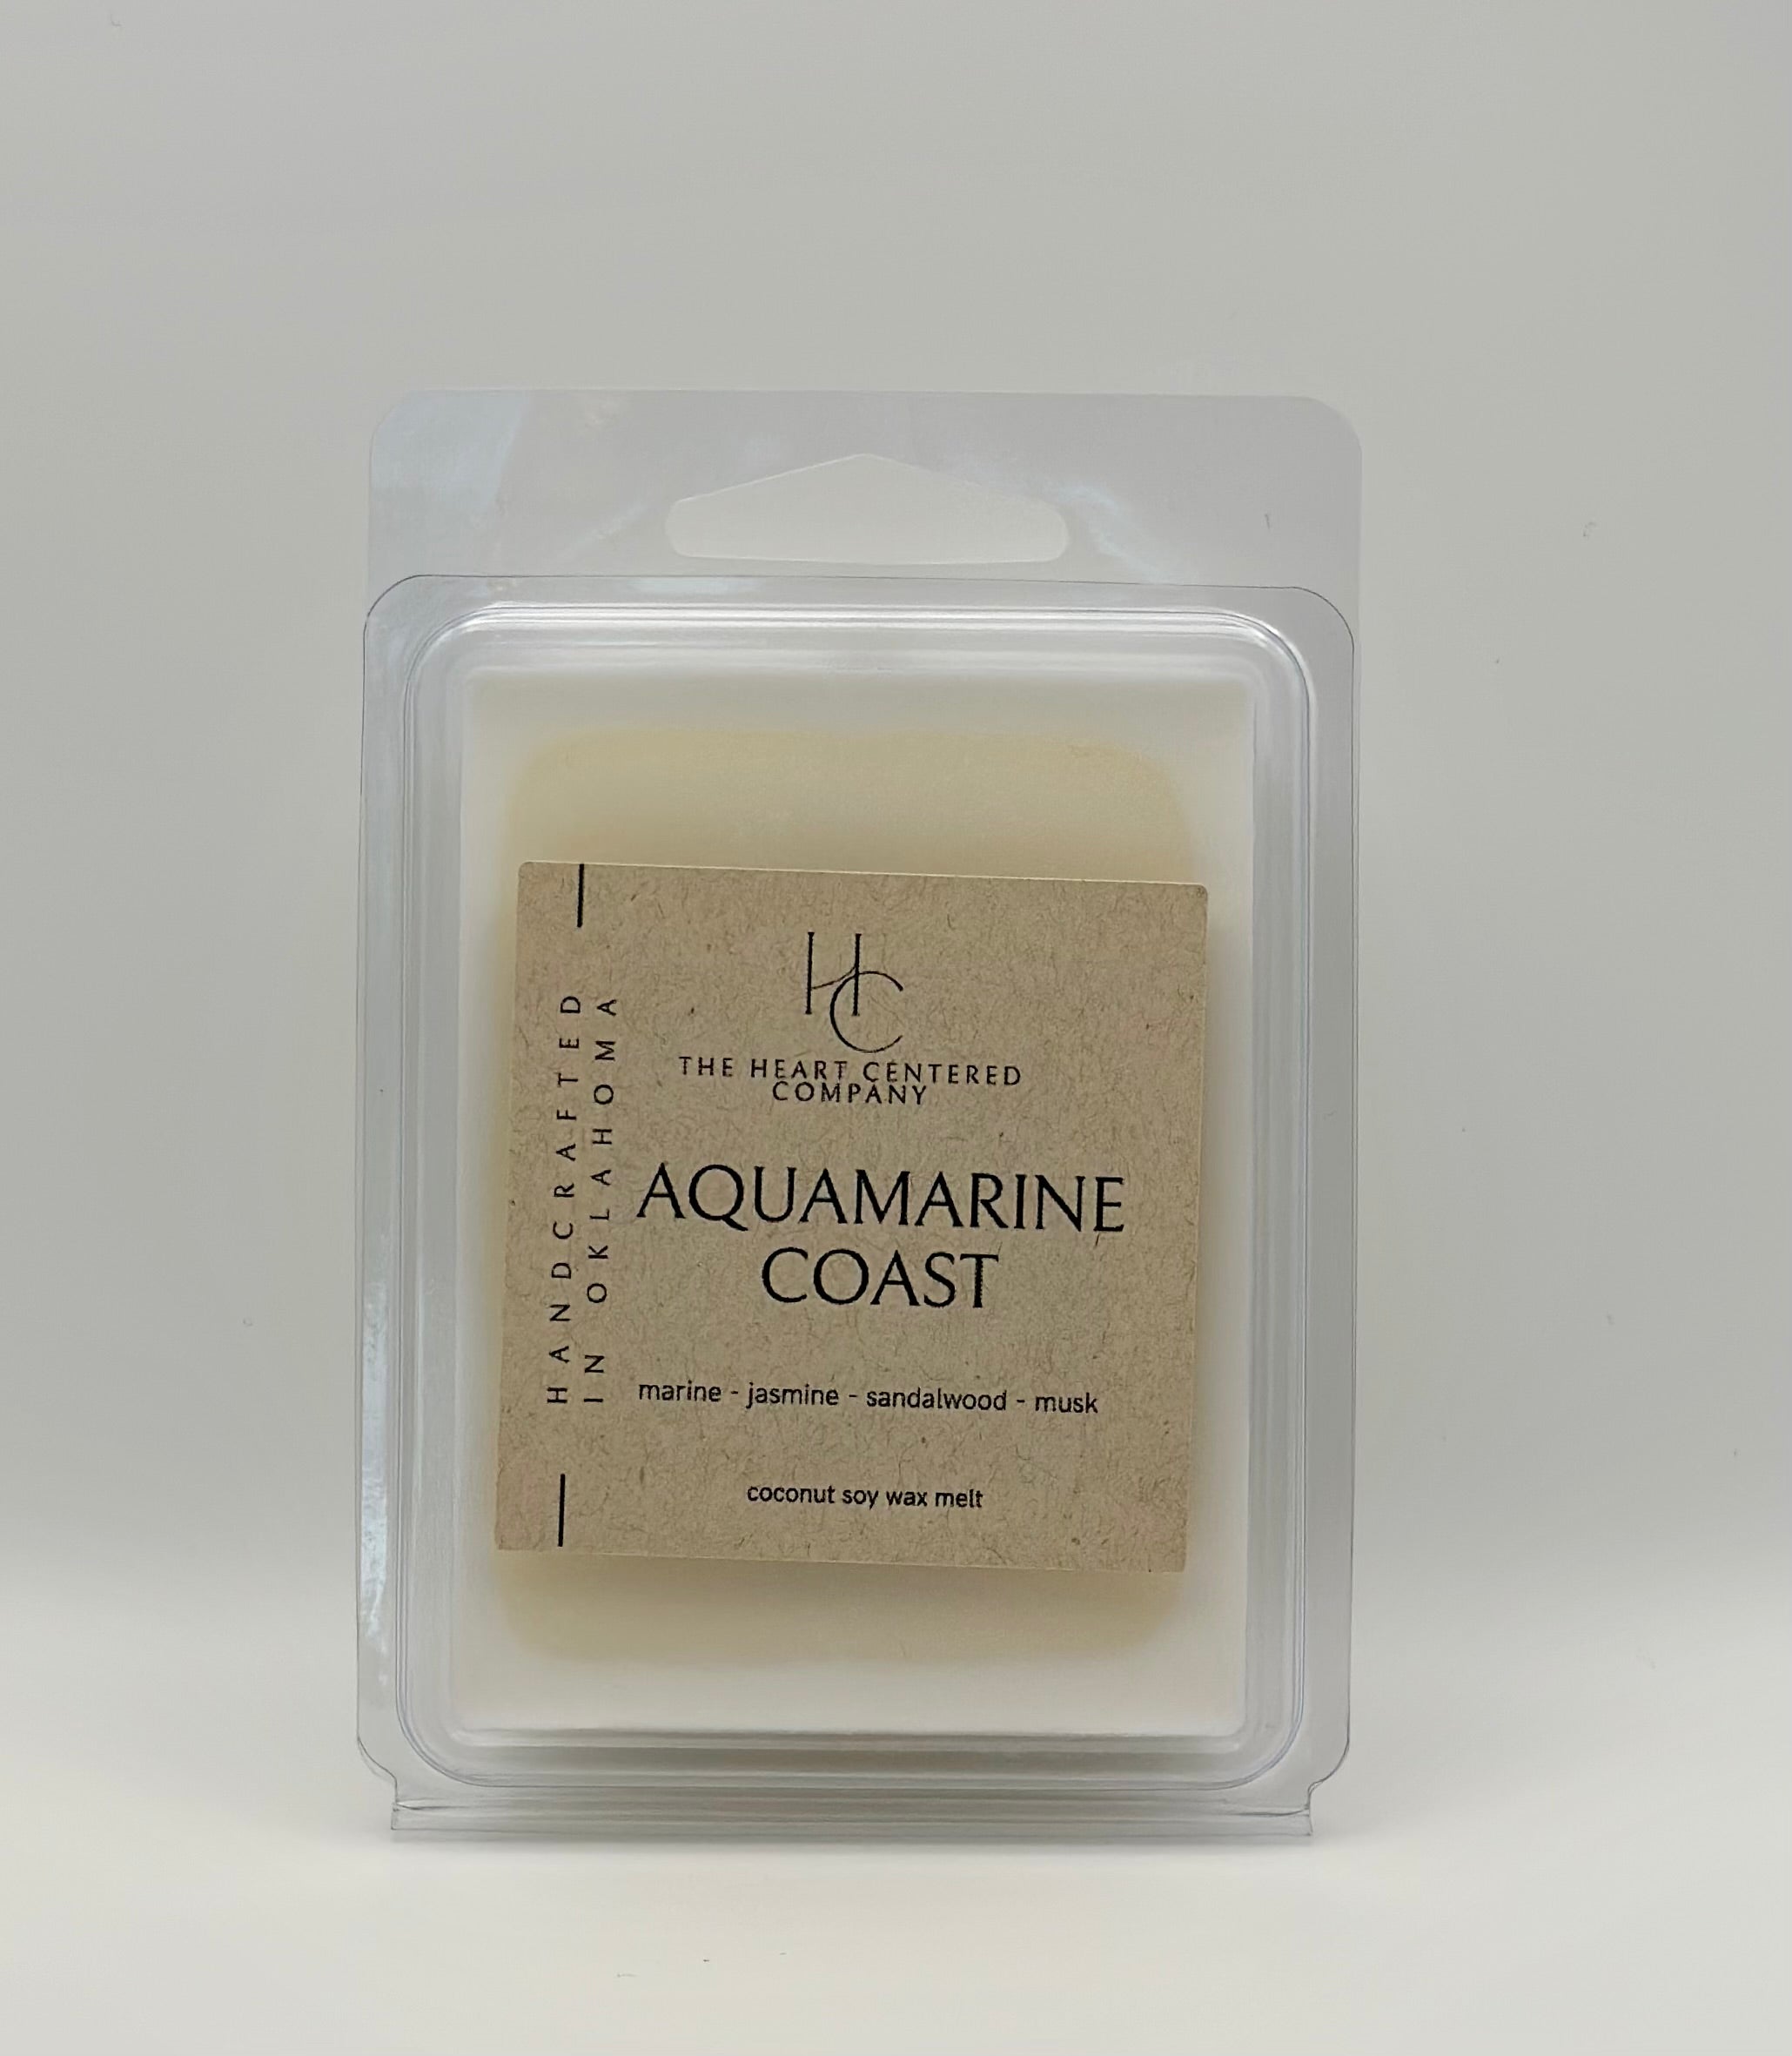 HANDCRAFTED
IN OKLAHOMA
HC
THE HEART CENTERED
COMPANY
AQUAMARINE
COAST
marine - jasmine - sandalwood - musk
coconut soy wax melt